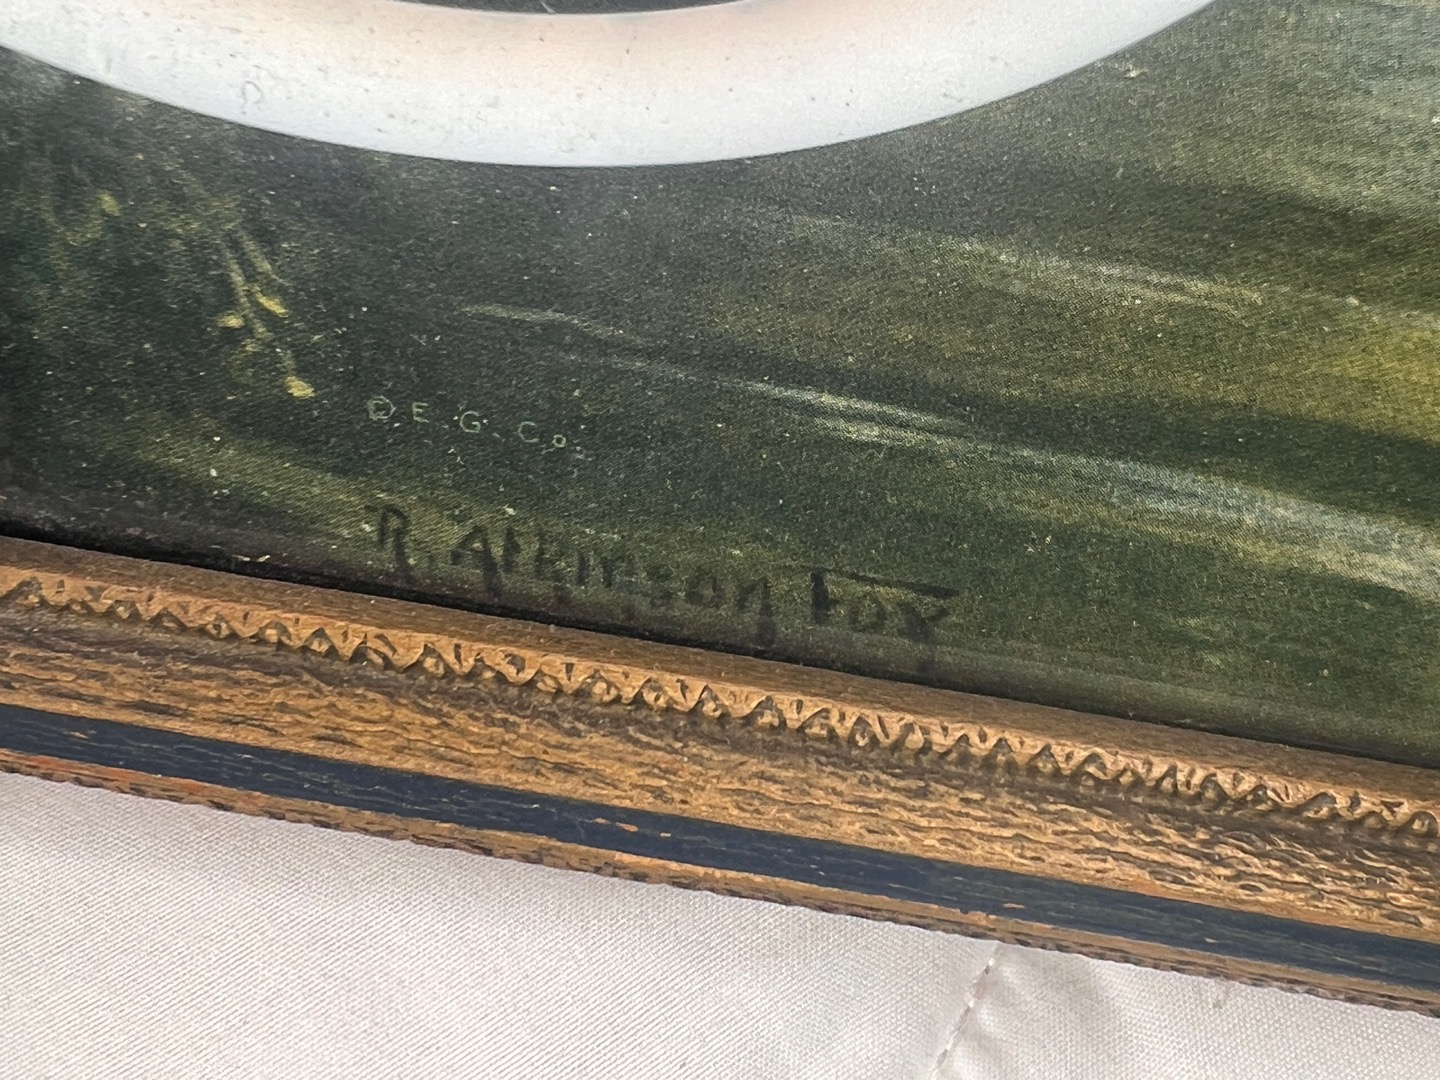 © E. G. Co.
R. Atkinson Fox